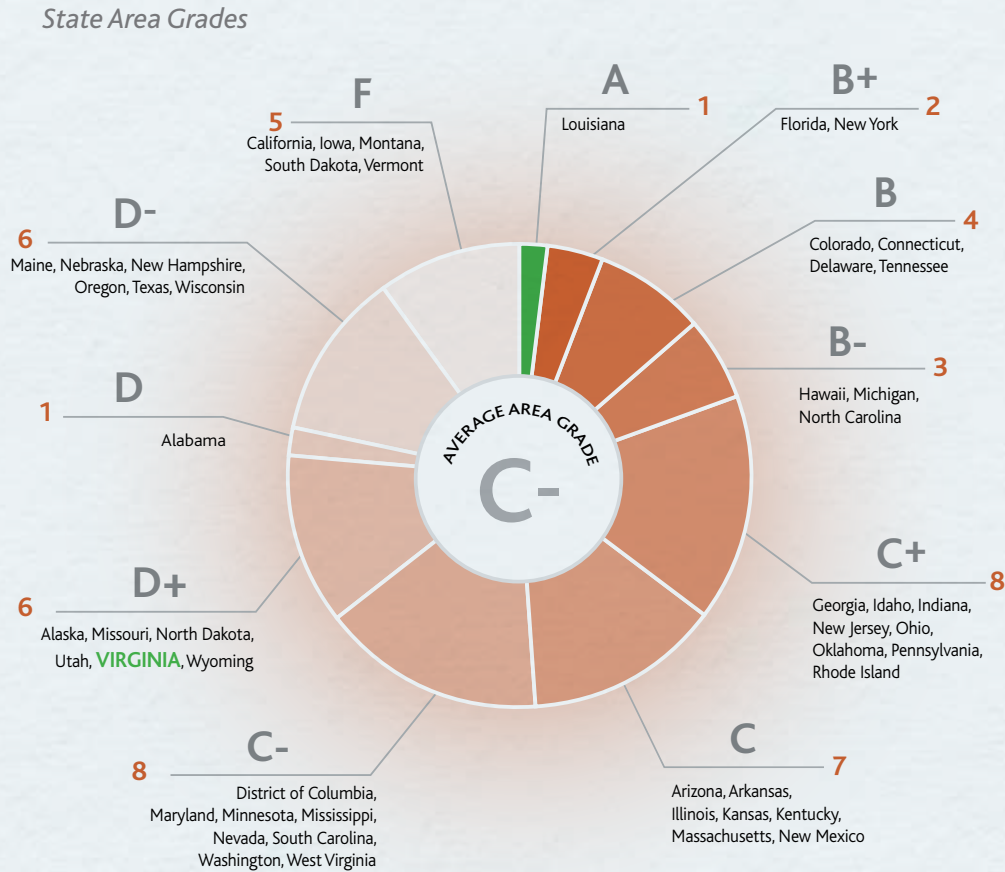 State Area Grades
A
1
Louisiana
B+
2
Florida, New York
B
4
Colorado, Connecticut,
Delaware, Tennessee
B-
3
Hawaii, Michigan,
North Carolina
C+
8
Georgia, Idaho, Indiana,
New Jersey, Ohio,
Oklahoma, Pennsylvania,
Rhode Island
C
7
Arizona, Arkansas,
Illinois, Kansas, Kentucky,
Massachusetts, New Mexico
C-
8
District of Columbia,
Maryland, Minnesota, Mississippi,
Nevada, South Carolina,
Washington, West Virginia
D+
6
Alaska, Missouri, North Dakota,
Utah, VIRGINIA, Wyoming
D
1
Alabama
D-
6
Maine, Nebraska, New Hampshire,
Oregon, Texas, Wisconsin
F
5
California, Iowa, Montana,
South Dakota, Vermont
AVERAGE AREA GRADE
C-